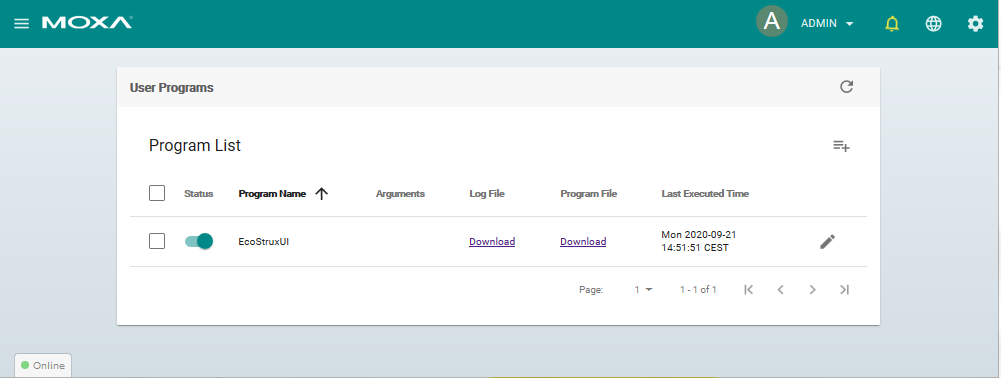 MOXA®
A ADMIN
User Programs
Program List
Status Program Name Arguments Log File Program File Last Executed Time
EcoStruxUI Download Download Mon 2020-09-21
14:51:51 CEST
Page: 1 1 - 1 of 1
Online